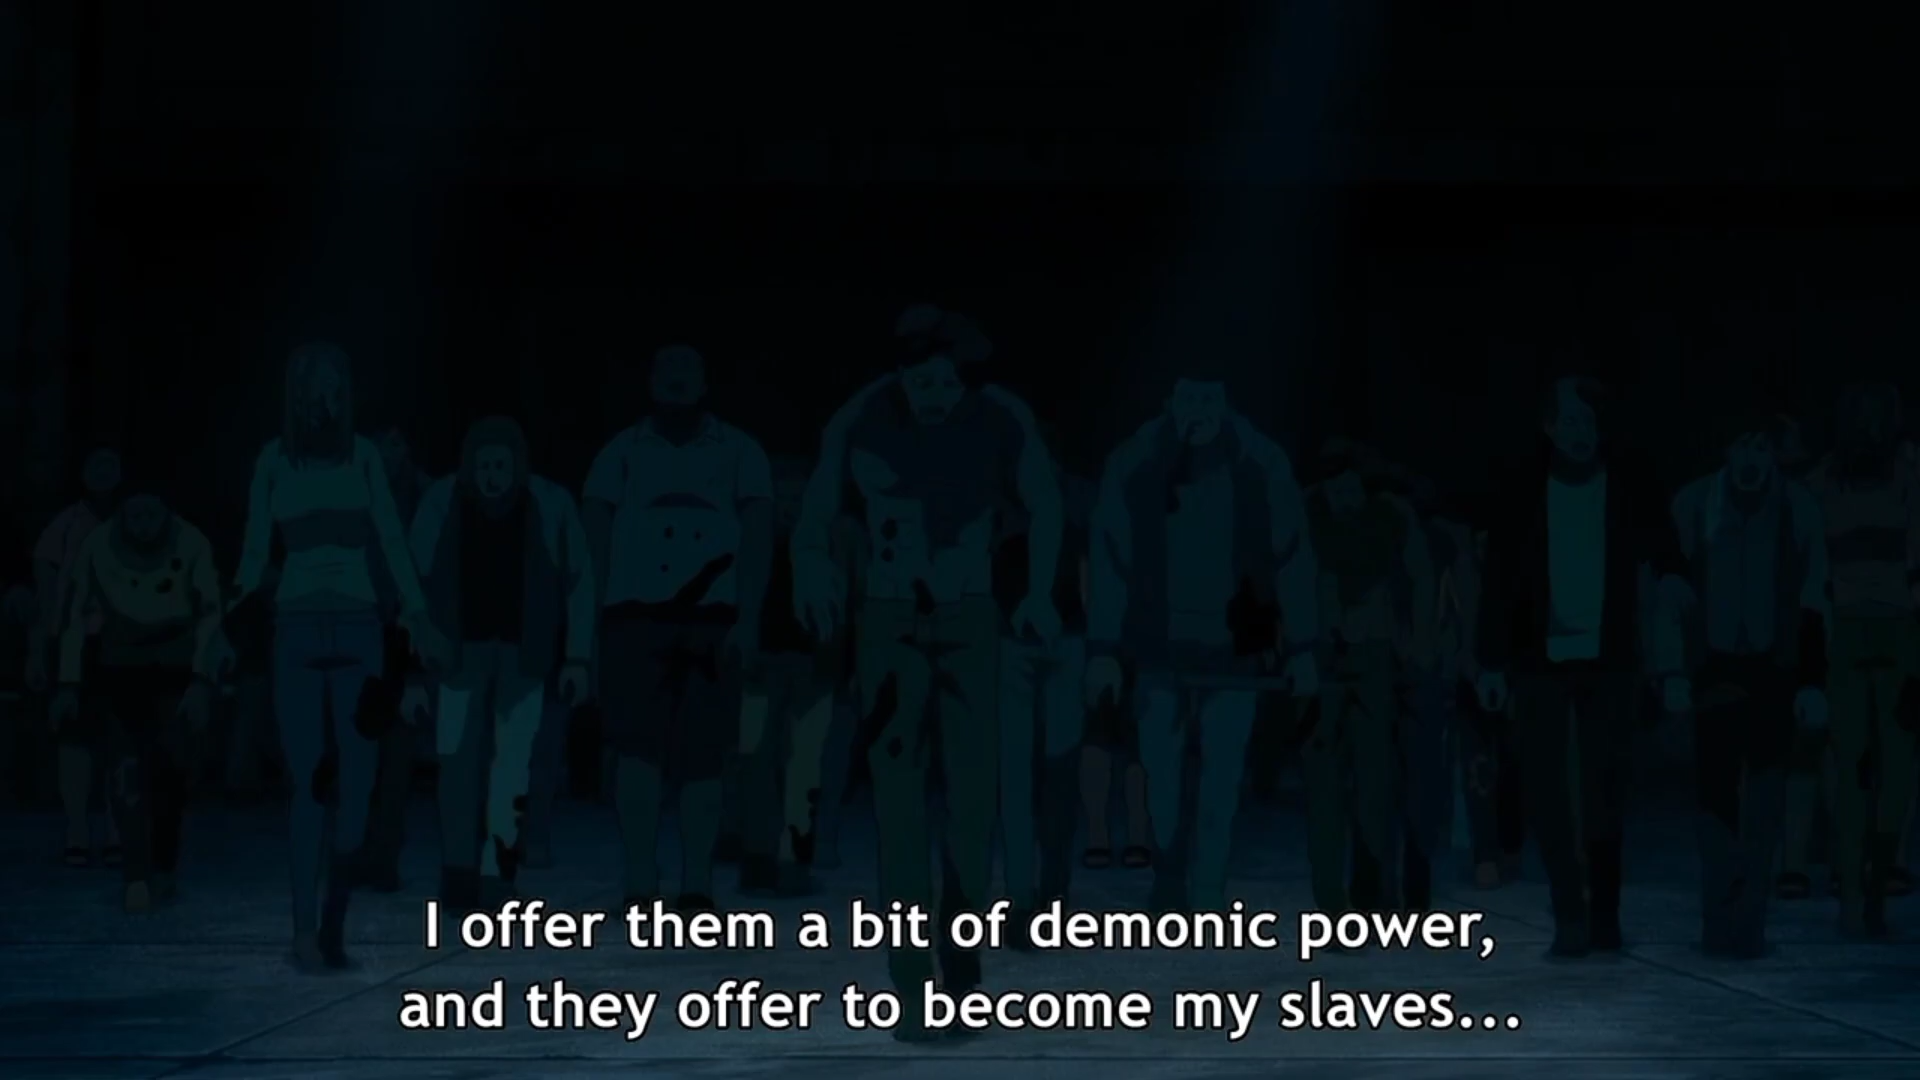 I offer them a bit of demonic power,
and they offer to become my slaves...